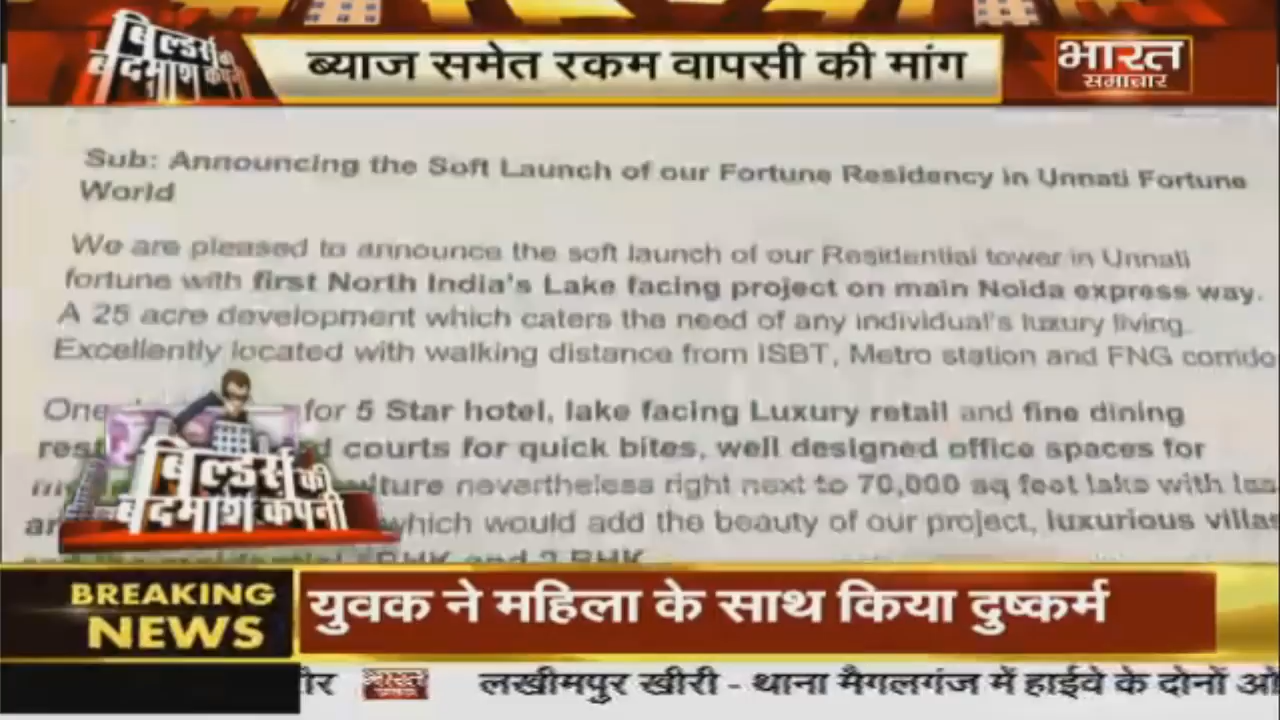 बिल्डर्स की
बदमाश कंपनी
ब्याज समेत रकम वापसी की मांग
भारत
समाचार
Sub: Announcing the Soft Launch of our Fortune Residency in Unnati Fortune
World
We are pleased to announce the soft launch of our Residential tower in Unnati
fortune with first North India's Lake facing project on main Noida express way.
A 25 acre development which caters the need of any individual's luxury living.
Excellently located with walking distance from ISBT, Metro station and FNG corrido
One for 5 Star hotel, lake facing Luxury retail and fine dining
courts for quick bites, well designed office spaces for
nevertheless right next to 70,000 sq feet lake with
which would add the beauty of our project, luxurious villas
BHK and BHK
बिल्डर्स की
बदमाश कंपनी
BREAKING
NEWS
युवक ने महिला के साथ किया दुष्कर्म
भारत
समाचार
लखीमपुर खीरी - थाना मैगलगंज में हाईवे के दोनों ओ